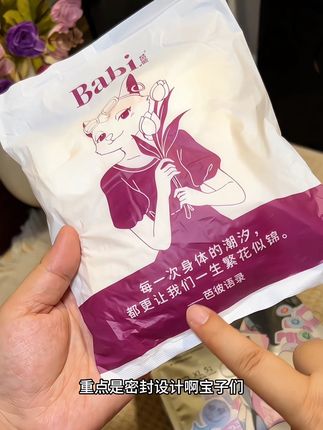 Babi
每一次身体的潮汐，
都更让我们一生繁花似锦。
—芭彼语录
重点是密封设计啊宝子们